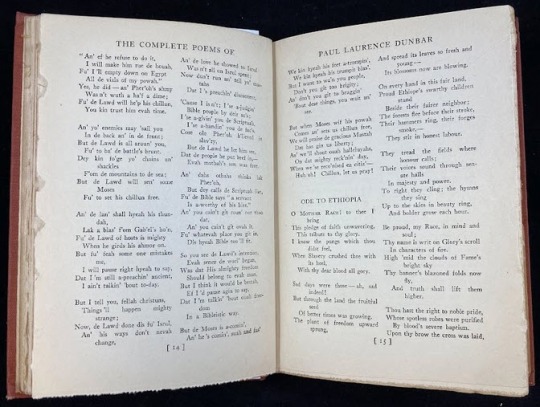 THE COMPLETE POEMS OF
"An' ef he refuse to do it,
I will make him rue de houah,
Fu' I'll empty down on Egypt
All de vials of my powah."
Yes, he did — an' Pher'oh's ahmy
Wasn't wuth a ha'f a dime;
Fu' de Lawd will he'p his chillun,
You kin trust him evah time.
An' yo' enemies may 'sail you
In de back an' in de front;
But de Lawd is all aroun' you,
Fu' to ba' de battle's brunt.
Dey kin fo'ge yo' chains an' shackles
F'om de mountains to de sea;
But de Lawd will sen' some Moses
Fu' to set his chillun free.
An' de lan' shall hyeah his thundah,
Lak a blas' f'om Gab'el's ho'n,
Fu' de Lawd of hosts is mighty
When he girds his ahmor on.
But fu' feah some one mistakes me,
I will pause right hyeah to say,
Dat I'm still a-preachin' ancient,
I ain't talkin' 'bout to-day.
But I tell you, fellah christuns,
Things'll happen mighty strange;
Now, de Lawd done dis fu' Isrul,
An' his ways don't nevah change,
An' de love he showed to Isrul
Wasn't all on Isrul spent;
Now don't run an' tell yo' mastahs
Dat I's preachin' discontent.
'Cause I isn't; I'se a-judgin'
Bible people by deir ac's;
I'se a-givin' you de Scriptuah,
I'se a-handin' you de fac's.
Cose ole Pher'oh b'lieved in slav'ry,
But de Lawd he let him see,
Dat de people he put bref in,—
Evah mothah's son was free.
An' dahs othahs thinks lak Pher'oh,
But dey calls de Scriptuah liar,
Fu' de Bible says "a servant
Is a-worthy of his hire."
An' you cain't git roun' nor thoo dat,
An' you cain't git ovah it,
Fu' whatevah place you git in,
Dis hyeah Bible too 'll fit.
So you see de Lawd's intention,
Evah sence de worl' began,
Was dat His almighty freedom
Should belong to evah man,
But I think it would be bettah,
Ef I'd pause agin to say,
Dat I'm talkin' 'bout ouah freedom
In a Bibleistic way.
But de Moses is a-comin',
An' he's comin', suah and fas'
[ 14 ]
PAUL LAURENCE DUNBAR
We kin hyeah his feet a-trompin',
We kin hyeah his trumpit blas'.
But I want to wa'n you people,
Don't you git too brigity;
An' don't you git to braggin'
'Bout dese things, you wait an' see.
But when Moses wif his powah
Comes an' sets us chillun free,
We will praise de gracious Mastah
Dat has gin us liberty;
An' we'll shout ouah halleluyahs,
On dat mighty reck'nin' day,
When we'se reco'nised ez citiz'—
Huh uh! Chillun, let us pray!
ODE TO ETHIOPIA
O MOTHER RACE! to thee I bring
This pledge of faith unwavering,
This tribute to thy glory.
I know the pangs which thou didst feel,
When Slavery crushed thee with its heel,
With thy dear blood all gory.
Sad days were those — ah, sad indeed!
But through the land the fruitful seed
Of better times was growing.
The plant of freedom upward sprung,
And spread its leaves so fresh and young —
Its blossoms now are blowing.
On every hand in this fair land,
Proud Ethiope's swarthy children stand
Beside their fairer neighbor;
The forests flee before their stroke,
Their hammers ring, their forges smoke,—
They stir in honest labour.
They tread the fields where honour calls;
Their voices sound through senate halls
In majesty and power.
To right they cling; the hymns they sing
Up to the skies in beauty ring,
And bolder grow each hour.
Be proud, my Race, in mind and soul;
Thy name is writ on Glory's scroll
In characters of fire.
High 'mid the clouds of Fame's bright sky
Thy banner's blazoned folds now fly,
And truth shall lift them higher.
Thou hast the right to noble pride,
Whose spotless robes were purified
By blood's severe baptism.
Upon thy brow the cross was laid,
[ 15 ]